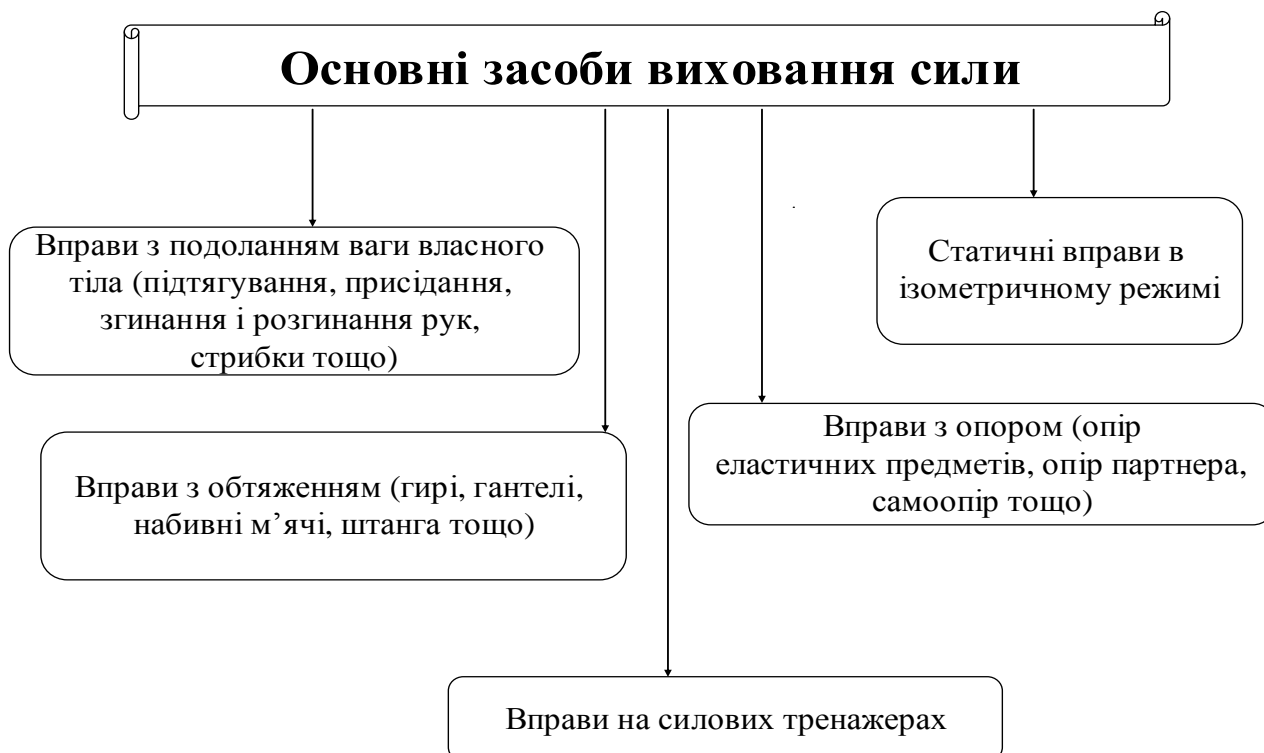 Основні засоби виховання сили
Вправи з подоланням ваги власного
тіла (підтягування, присідання,
згинання і розгинання рук,
стрибки тощо)
Статичні вправи в
ізометричному режимі
Вправи з обтяженням (гирі, гантелі,
набивні м’ячі, штанга тощо)
Вправи з опором (опір
еластичних предметів, опір партнера,
самоопір тощо)
Вправи на силових тренажерах